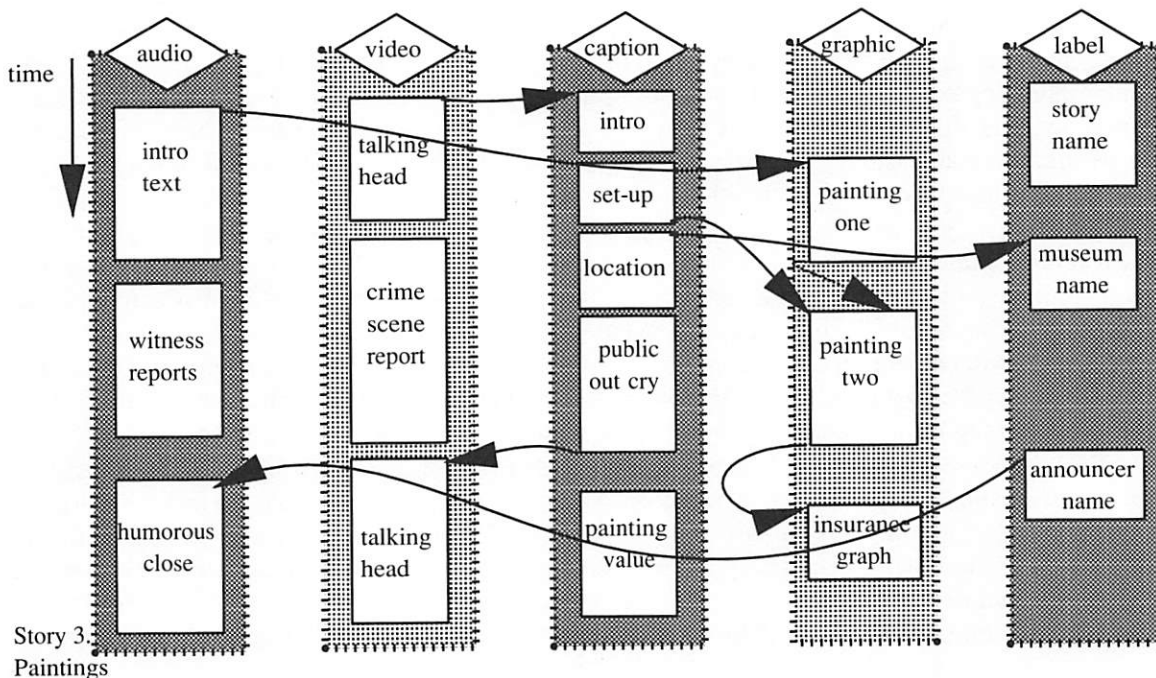 time
audio
intro
text
witness
reports
humorous
close
video
talking
head
crime
scene
report
talking
head
caption
intro
set-up
location
public
out cry
painting
value
graphic
painting
one
painting
two
insurance
graph
label
story
name
museum
name
announcer
name
Story 3.
Paintings